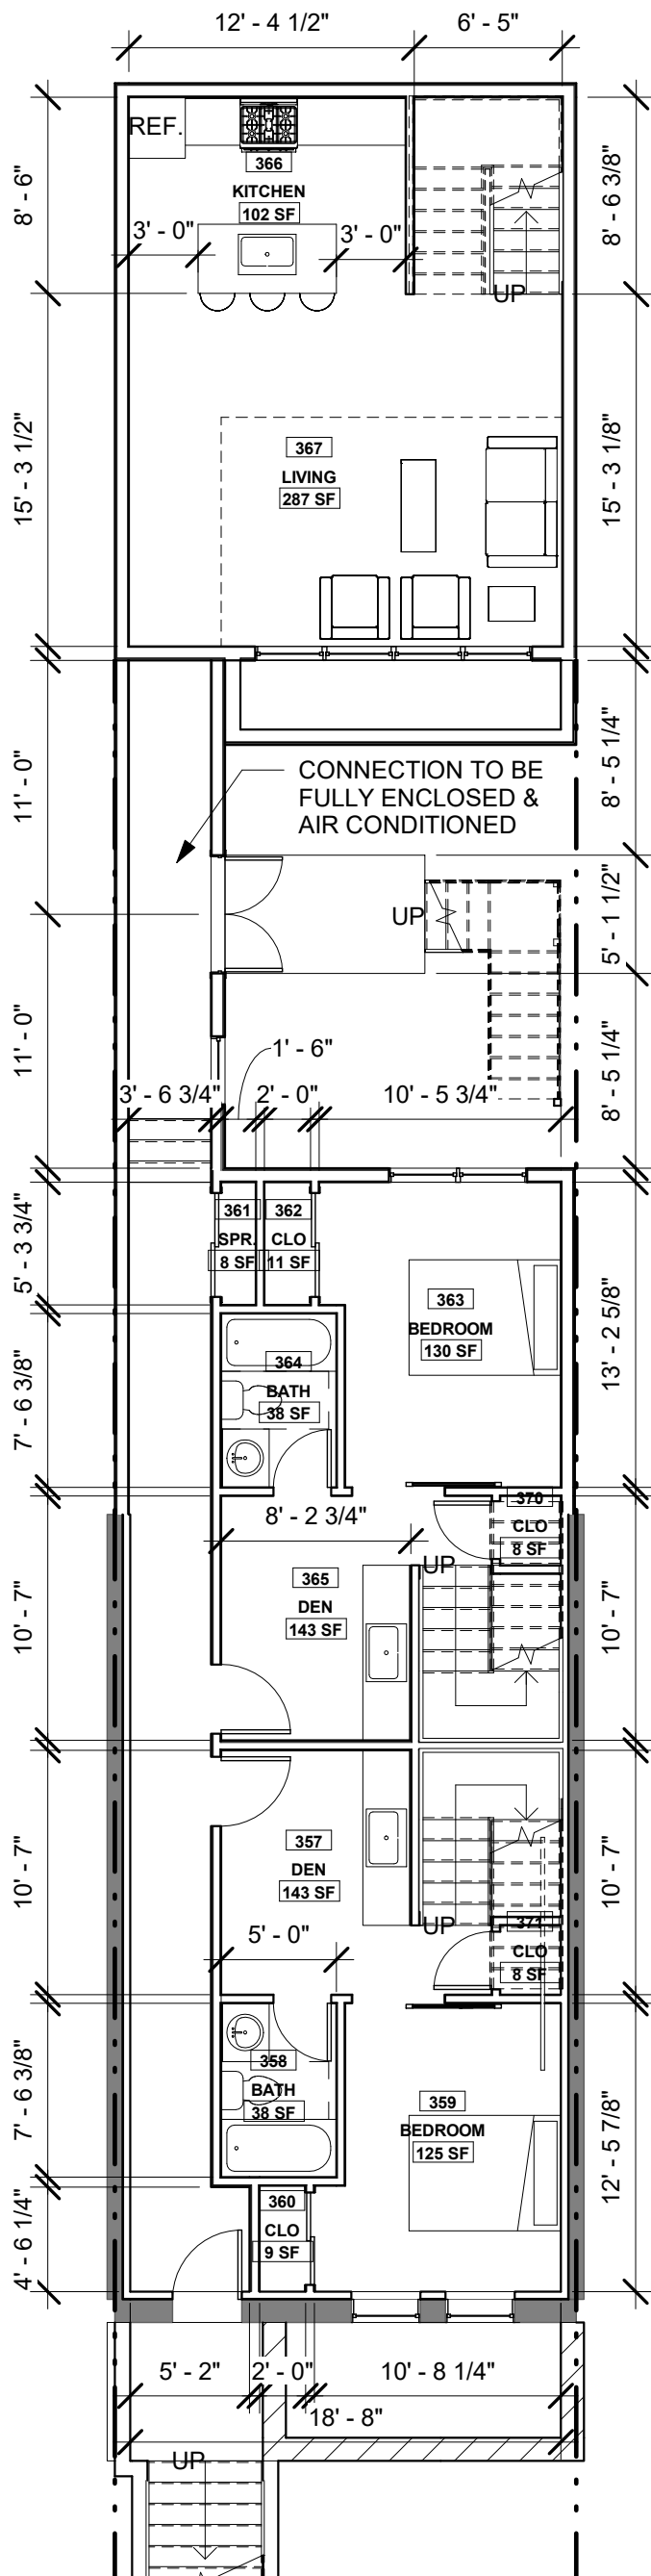 12' - 4 1/2"
6' - 5"
REF.
366
KITCHEN
102 SF
8' - 6"
8' - 6 3/8"
3' - 0"
3' - 0"
UP
15' - 3 1/2"
15' - 3 1/8"
367
LIVING
287 SF
11' - 0"
8' - 5 1/4"
CONNECTION TO BE
FULLY ENCLOSED &
AIR CONDITIONED
UP
5' - 1 1/2"
11' - 0"
8' - 5 1/4"
1' - 6"
3' - 6 3/4"
2' - 0"
10' - 5 3/4"
5' - 3 3/4"
361
SPR.
8 SF
362
CLO
11 SF
363
BEDROOM
130 SF
13' - 2 5/8"
7' - 6 3/8"
364
BATH
38 SF
8' - 2 3/4"
370
CLO
8 SF
UP
10' - 7"
365
DEN
143 SF
10' - 7"
10' - 7"
357
DEN
143 SF
10' - 7"
5' - 0"
UP
371
CLO
8 SF
7' - 6 3/8"
358
BATH
38 SF
359
BEDROOM
125 SF
12' - 5 7/8"
4' - 6 1/4"
360
CLO
9 SF
5' - 2"
2' - 0"
10' - 8 1/4"
18' - 8"
UP